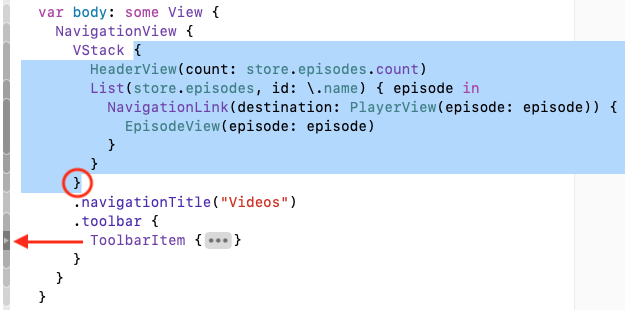 var body: some View {
NavigationView {
VStack {
HeaderView(count: store.episodes.count)
List(store.episodes, id: \.name) { episode in
NavigationLink(destination: PlayerView(episode: episode)) {
EpisodeView(episode: episode)
}
}
}
.navigationTitle("Videos")
.toolbar {
ToolbarItem {•••}
}
}
}